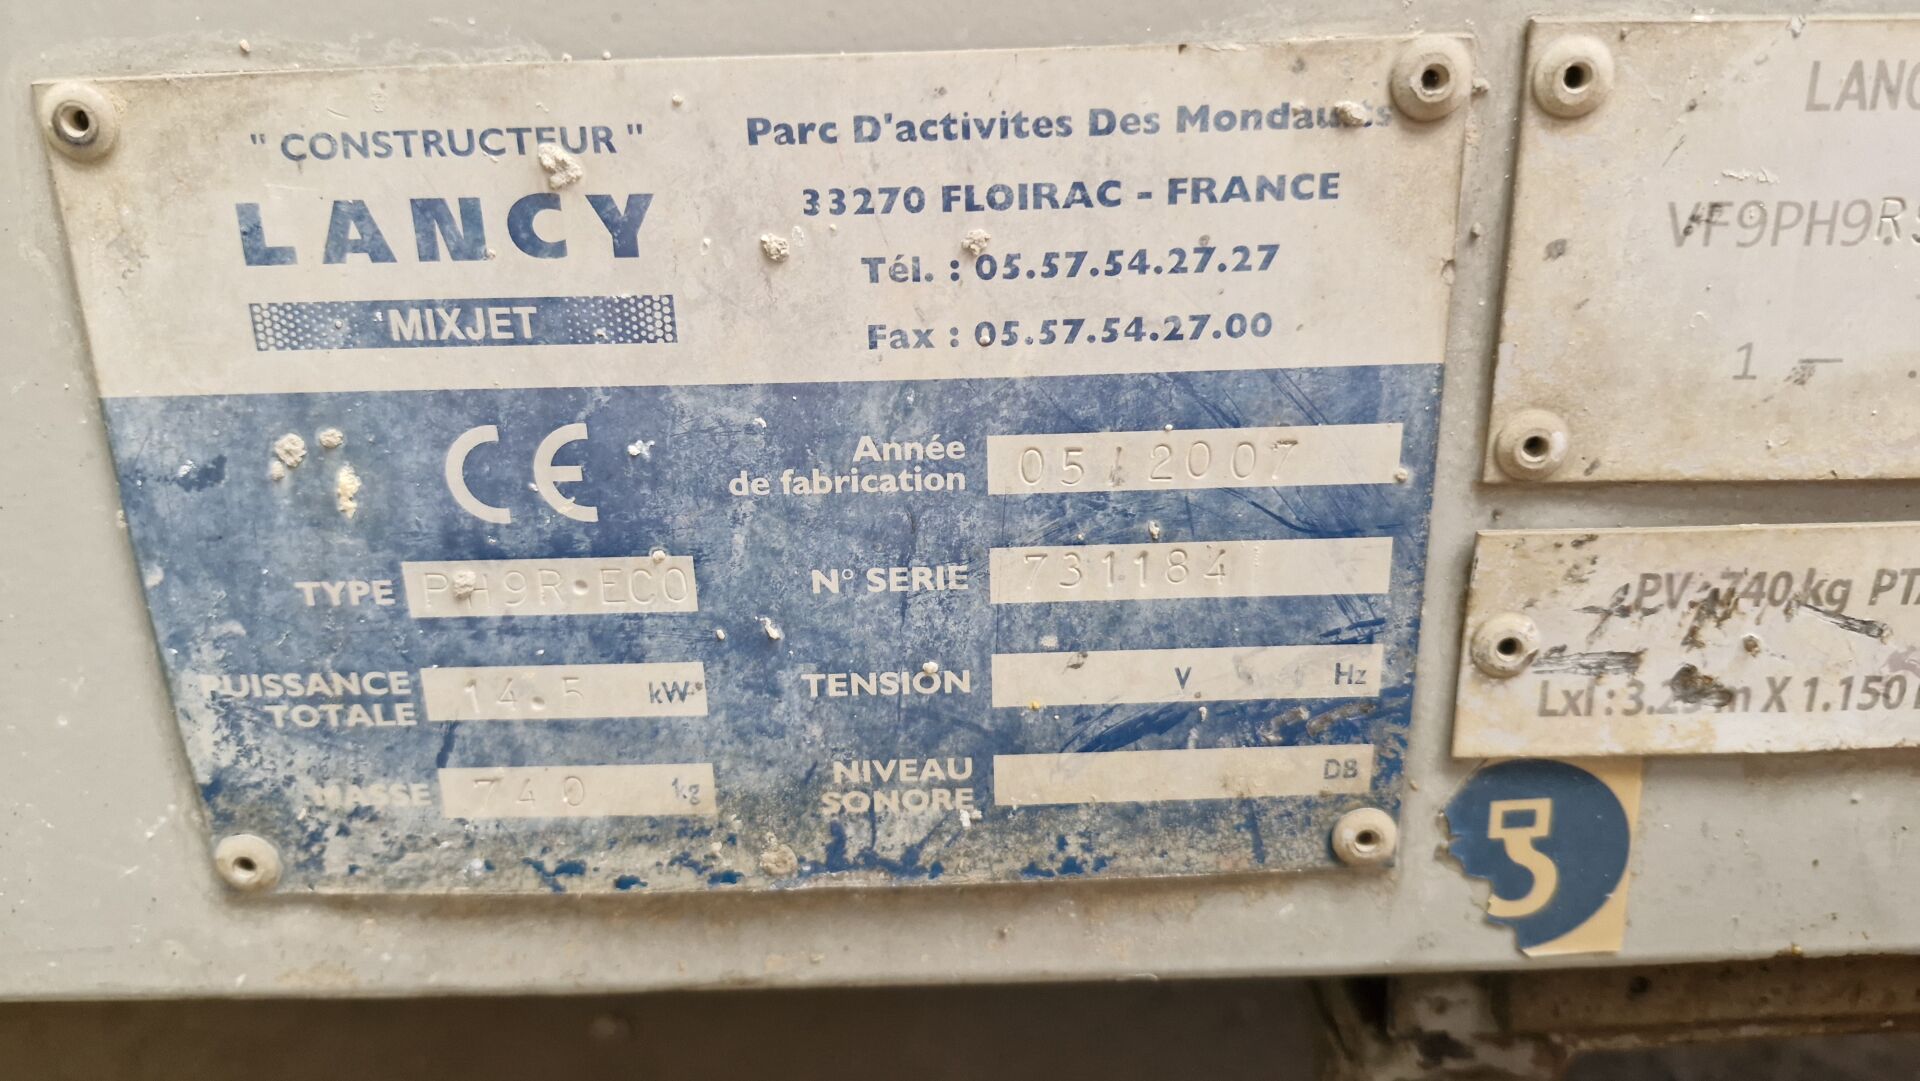 " CONSTRUCTEUR "
LANCY
MIXJET
Parc D'activites Des Mondaults
33270 FLOIRAC - FRANCE
Tél. : 05.57.54.27.27
Fax : 05.57.54.27.00
CE
Année
de fabrication 05/2007
TYPE PH9R ECO
N° SERIE 731184
PUISSANCE
TOTALE 14.5 kW
TENSION V Hz
MASSE 740 kg
NIVEAU
SONORE DB
LANC
VF9PH9R
1 -
PV 740 kg PT
Lxl : 3.25 m X 1.150